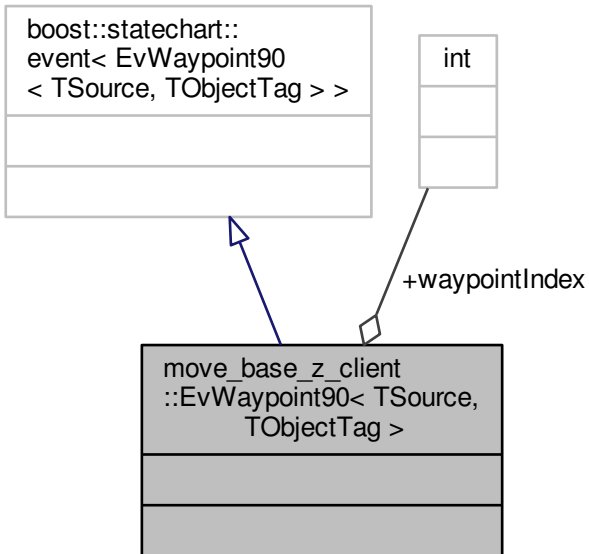 boost::statechart::
event< EvWaypoint90
< TSource, TObjectTag > >
int
+waypointIndex
move_base_z_client
::EvWaypoint90< TSource,
TObjectTag >